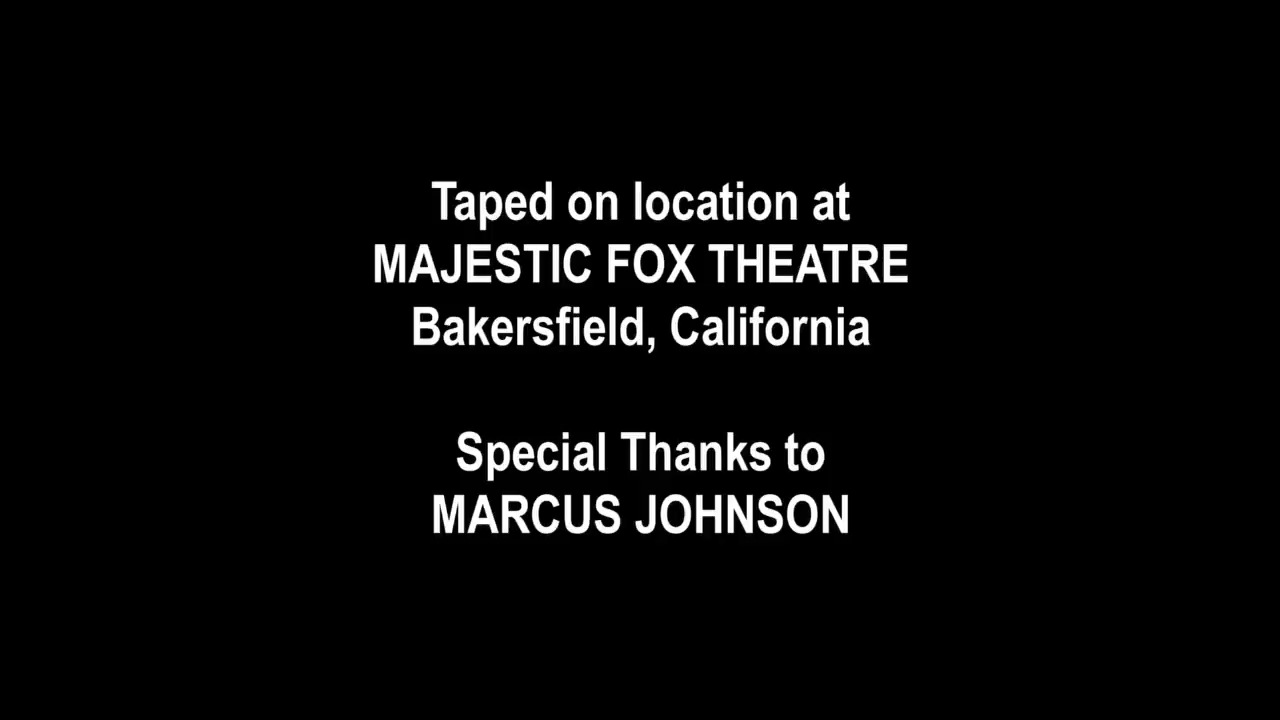 Taped on location at
MAJESTIC FOX THEATRE
Bakersfield, California
Special Thanks to
MARCUS JOHNSON